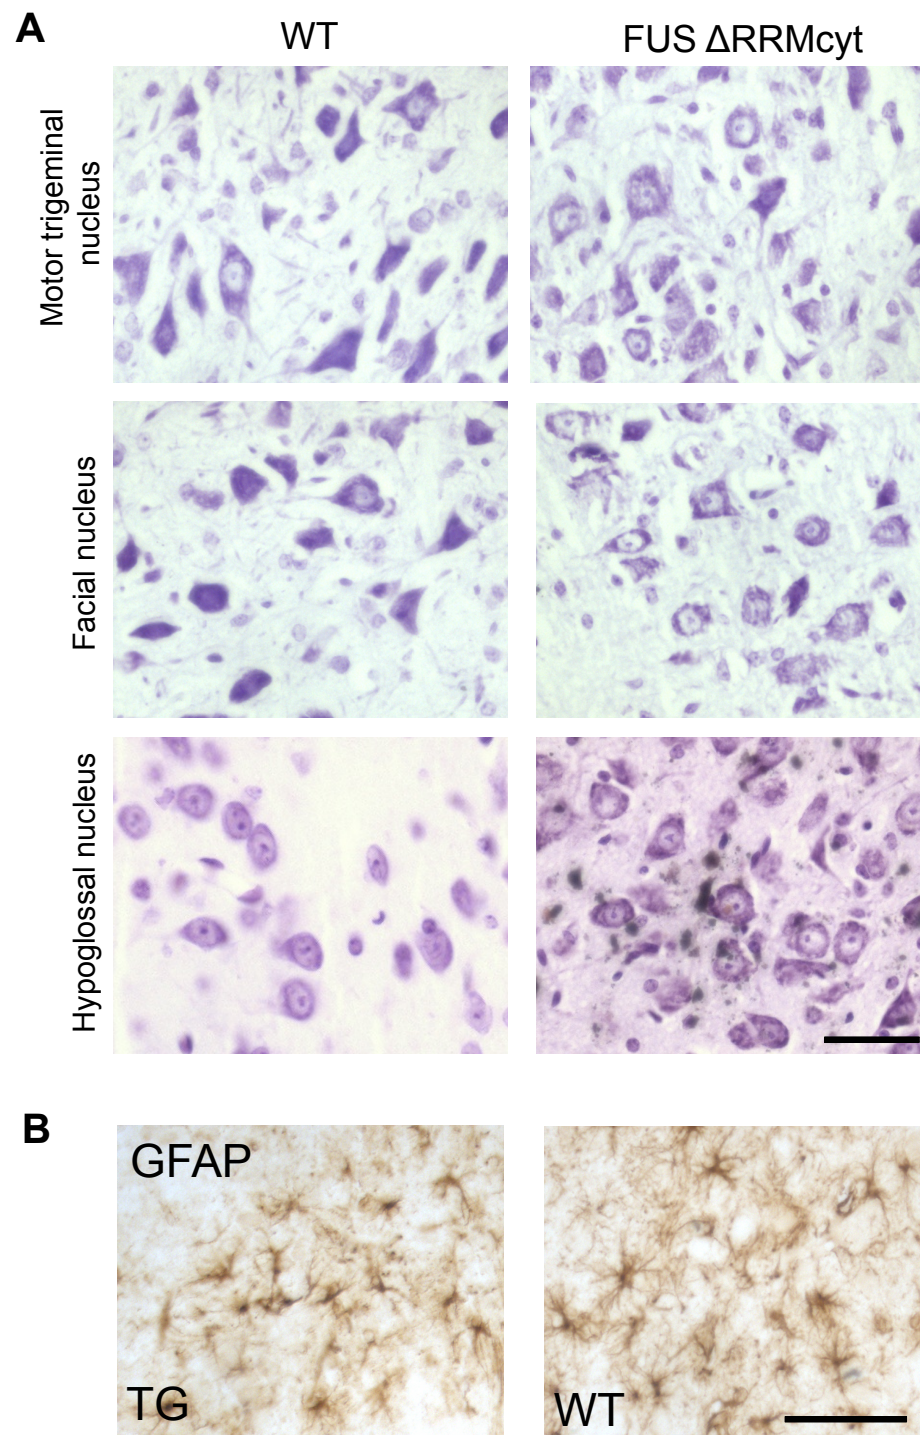 A
WT
FUS ΔRRMcyt
Motor trigeminal
nucleus
Facial nucleus
Hypoglossal nucleus
B
GFAP
TG
WT